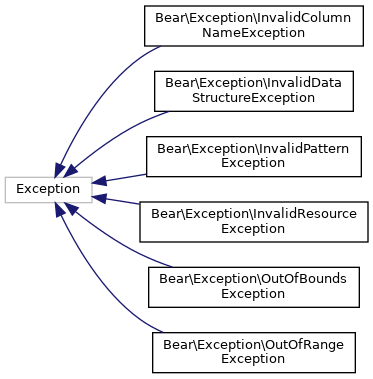 Bear\Exception\InvalidColumn
NameException
Bear\Exception\InvalidData
StructureException
Bear\Exception\InvalidPattern
Exception
Exception
Bear\Exception\InvalidResource
Exception
Bear\Exception\OutOfBounds
Exception
Bear\Exception\OutOfRange
Exception